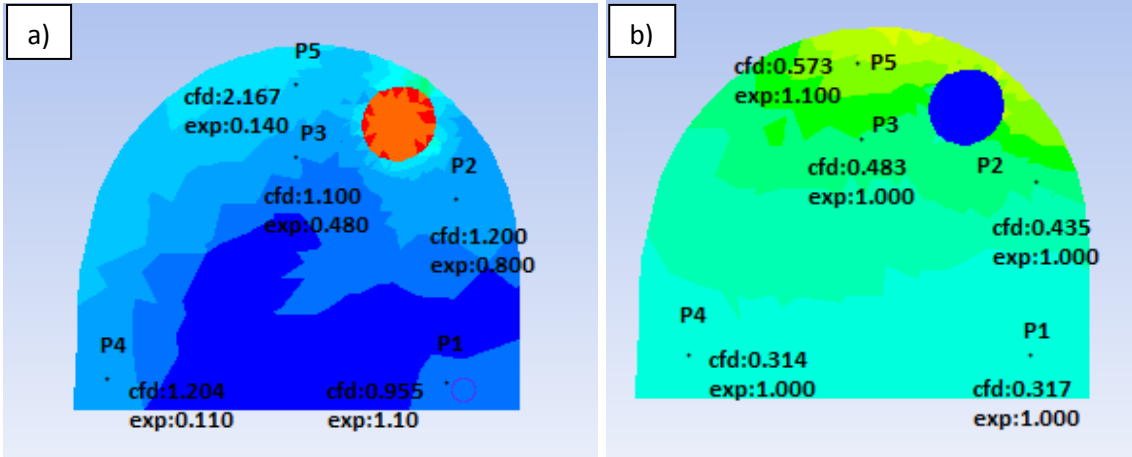 a)
P5
cfd:2.167
exp:0.140
P3
cfd:1.100
exp:0.480
P2
cfd:1.200
exp:0.800
P4
cfd:1.204
exp:0.110
P1
cfd:0.955
exp:1.10
b)
P5
cfd:0.573
exp:1.100
P3
cfd:0.483
exp:1.000
P2
cfd:0.435
exp:1.000
P4
cfd:0.314
exp:1.000
P1
cfd:0.317
exp:1.000